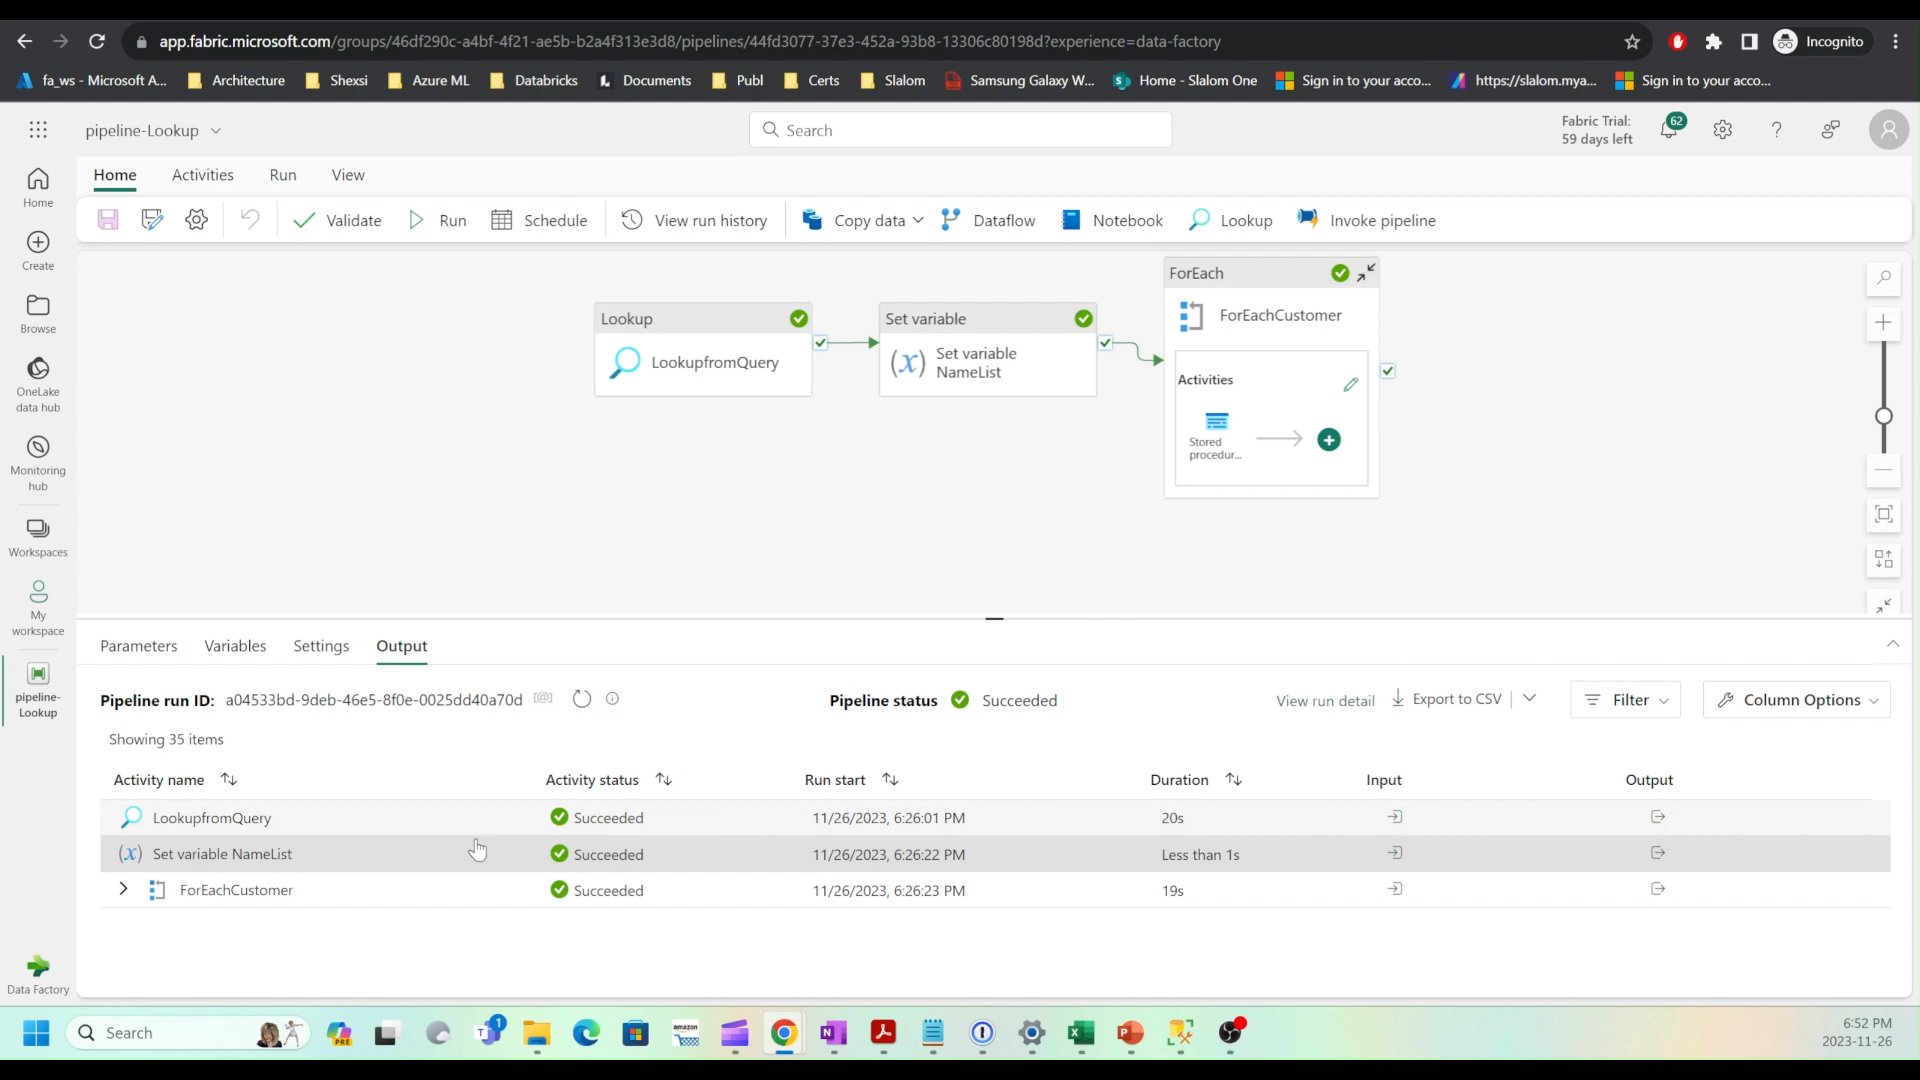 app.fabric.microsoft.com/groups/46df290c-a4bf-4f21-ae5b-b2a4f313e3d8/pipelines/44fd3077-37e3-452a-93b8-13306c80198d?experience=data-factory
Incognito
fa_ws - Microsoft A...
Architecture
Shexsi
Azure ML
Databricks
Documents
Publ
Certs
Slalom
Samsung Galaxy W...
Home - Slalom One
Sign in to your acco...
https://slalom.mya...
Sign in to your acco...
pipeline-Lookup
Search
Fabric Trial:
59 days left
62
Home
Activities
Run
View
Validate
Run
Schedule
View run history
Copy data
Dataflow
Notebook
Lookup
Invoke pipeline
Home
Create
Browse
OneLake
data hub
Monitoring
hub
Workspaces
My
workspace
pipeline-
Lookup
Data Factory
Lookup
LookupfromQuery
Set variable
(x)
Set variable
NameList
ForEach
ForEachCustomer
Activities
Stored
procedur...
Parameters
Variables
Settings
Output
Pipeline run ID: a04533bd-9deb-46e5-8f0e-0025dd40a70d
Pipeline status
Succeeded
View run detail
Export to CSV
Filter
Column Options
Showing 35 items
Activity name
Activity status
Run start
Duration
Input
Output
LookupfromQuery
Succeeded
11/26/2023, 6:26:01 PM
20s
(x) Set variable NameList
Succeeded
11/26/2023, 6:26:22 PM
Less than 1s
ForEachCustomer
Succeeded
11/26/2023, 6:26:23 PM
19s
Search
PRE
1
amazon
6:52 PM
2023-11-26